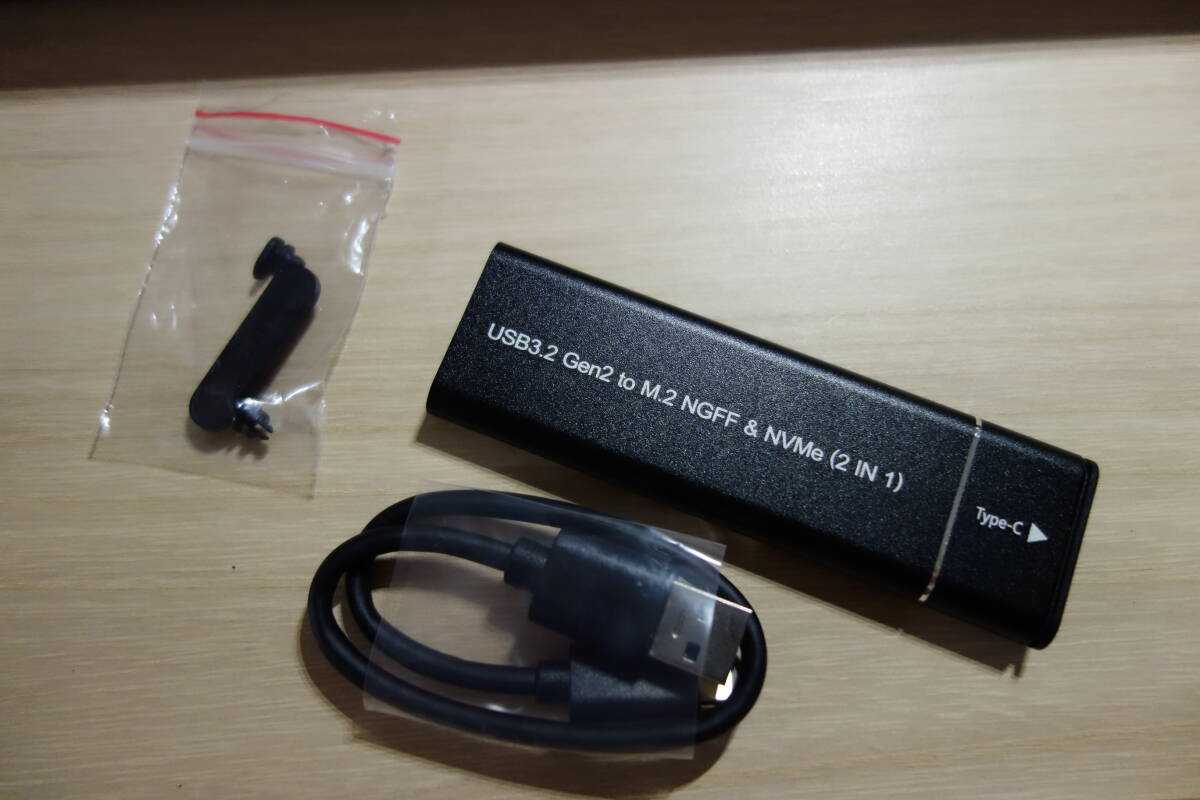 USB3.2 Gen2 to M.2 NGFF & NVMe (2 IN 1)
Type-C